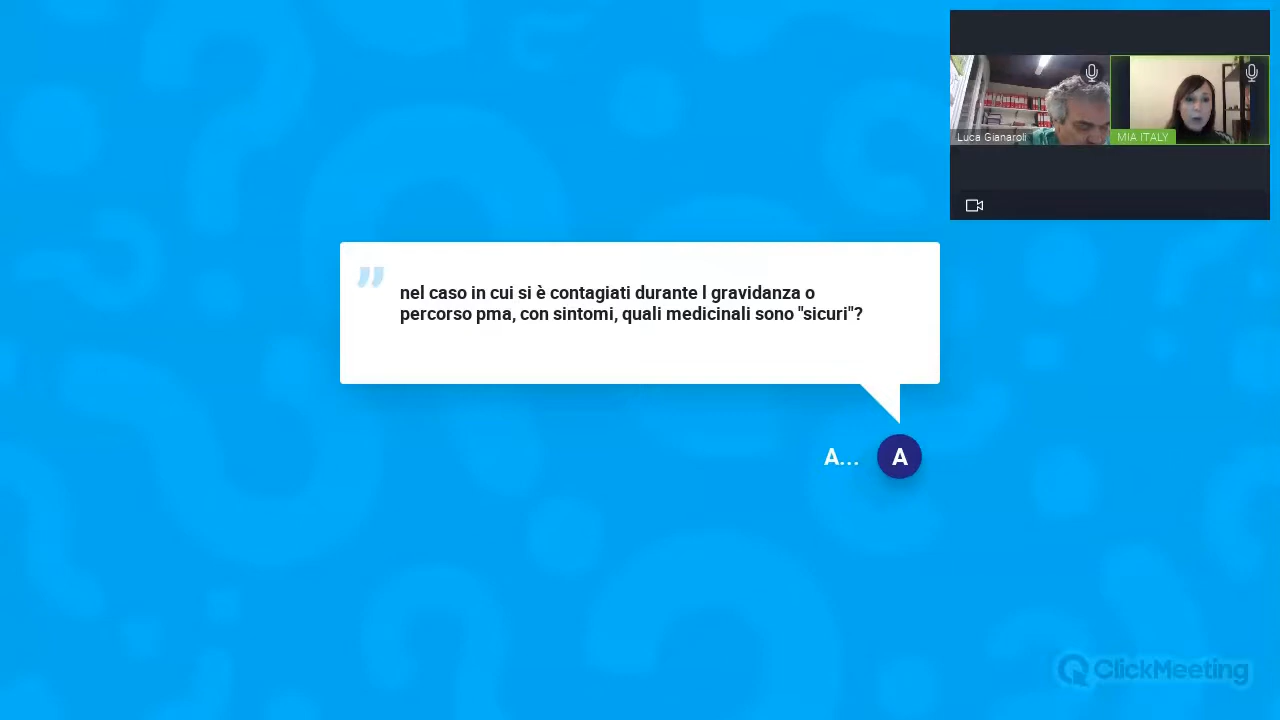 Luca Gianaroli
MIA ITALY
nel caso in cui si è contagiati durante l gravidanza o
percorso pma, con sintomi, quali medicinali sono "sicuri"?
A...
A
ClickMeeting